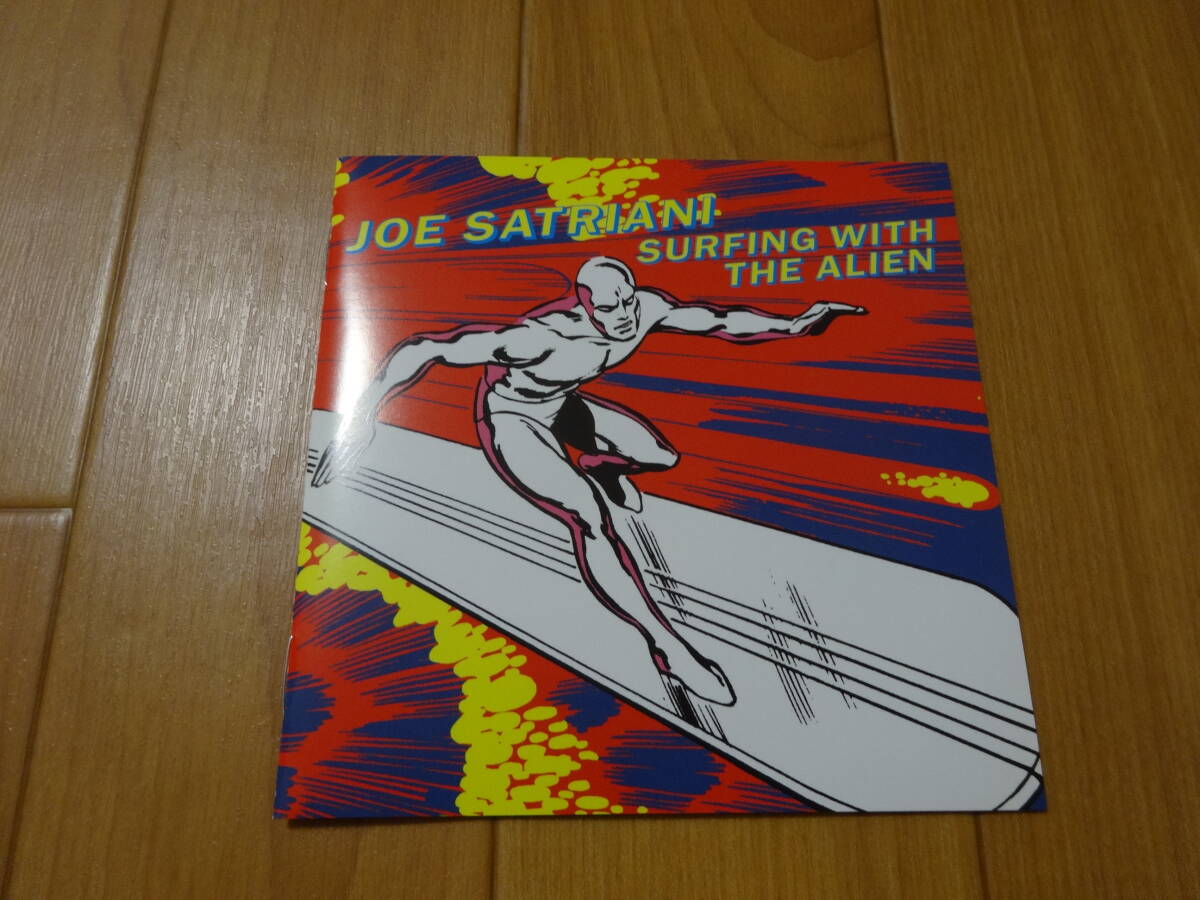 JOE SATRIANI
SURFING WITH
THE ALIEN